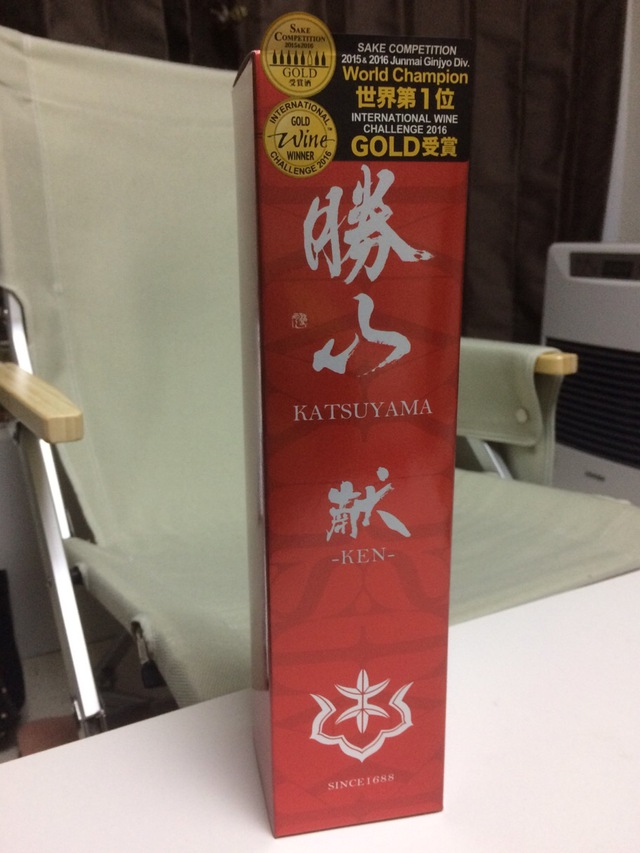 SAKE
COMPETITION
2015&2016
GOLD
受賞酒
INTERNATIONAL
GOLD
Wine
WINNER
CHALLENGE 2016
SAKE COMPETITION
2015 & 2016 Junmai Ginjyo Div.
World Champion
世界第1位
INTERNATIONAL WINE
CHALLENGE 2016
GOLD受賞
勝
山
KATSUYAMA
献
-KEN-
SINCE1688